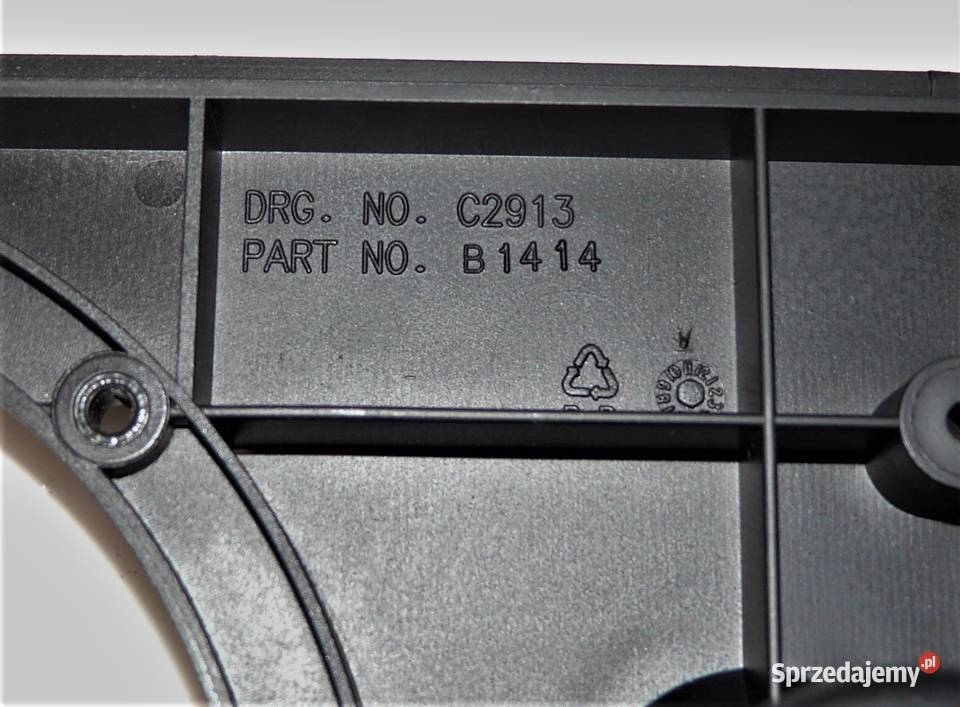 DRG. NO. C2913
PART NO. B1414
A
Sprzedajemy.pl